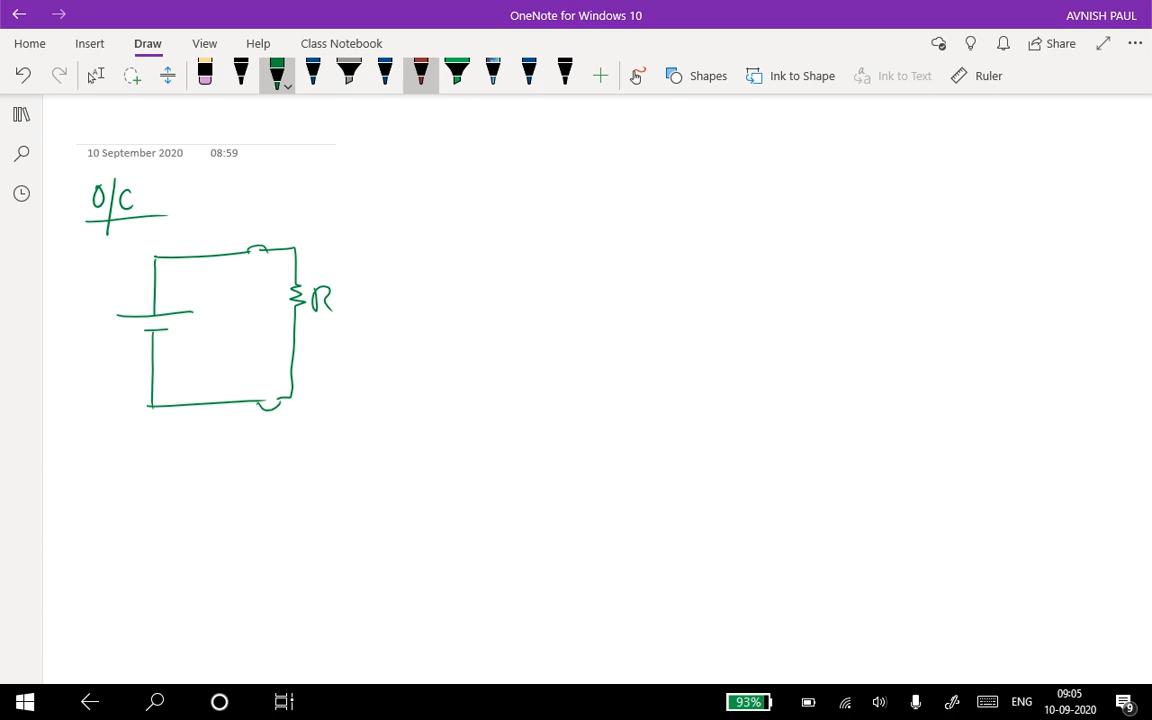 OneNote for Windows 10
AVNISH PAUL
Home Insert Draw View Help Class Notebook
Share
Shapes Ink to Shape Ink to Text Ruler
10 September 2020 08:59
O/C
R
93%
ENG
09:05
10-09-2020
9